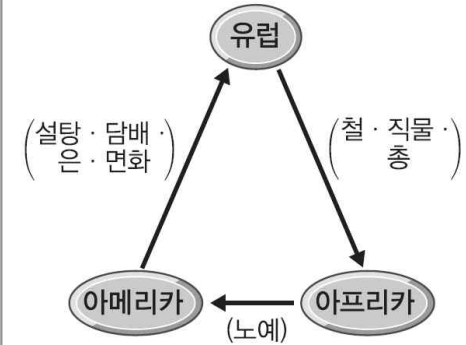 유럽
(설탕 · 담배 ·
은 · 면화)
(철 · 직물 ·
총)
아메리카
아프리카
(노예)